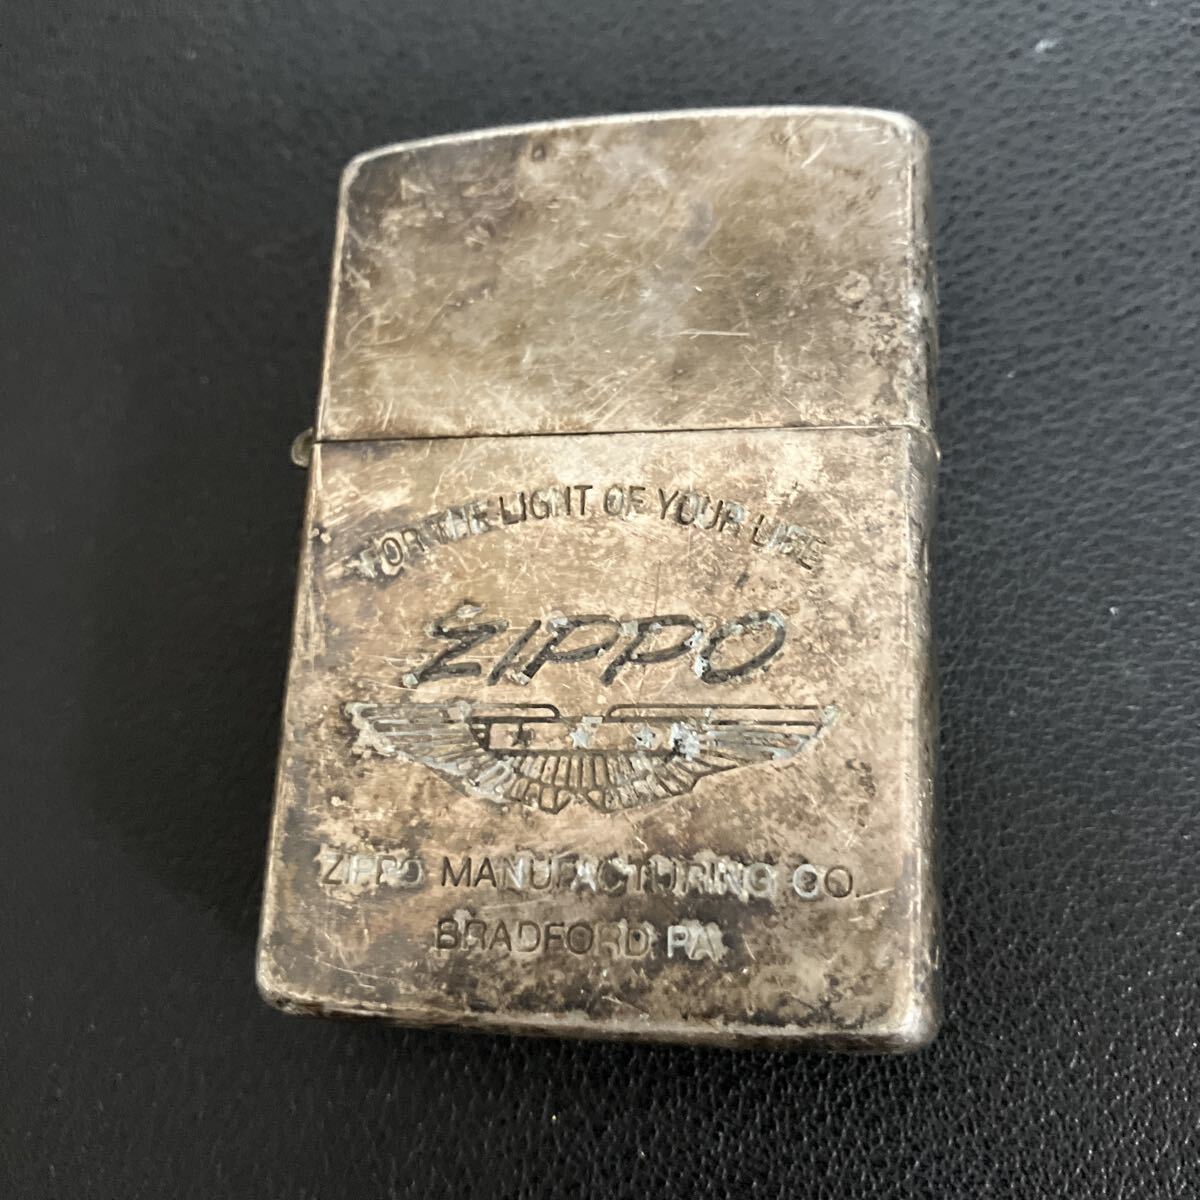 FOR THE LIGHT OF YOUR LIFE
ZIPPO
ZIPPO MANUFACTURING CO.
BRADFORD PA